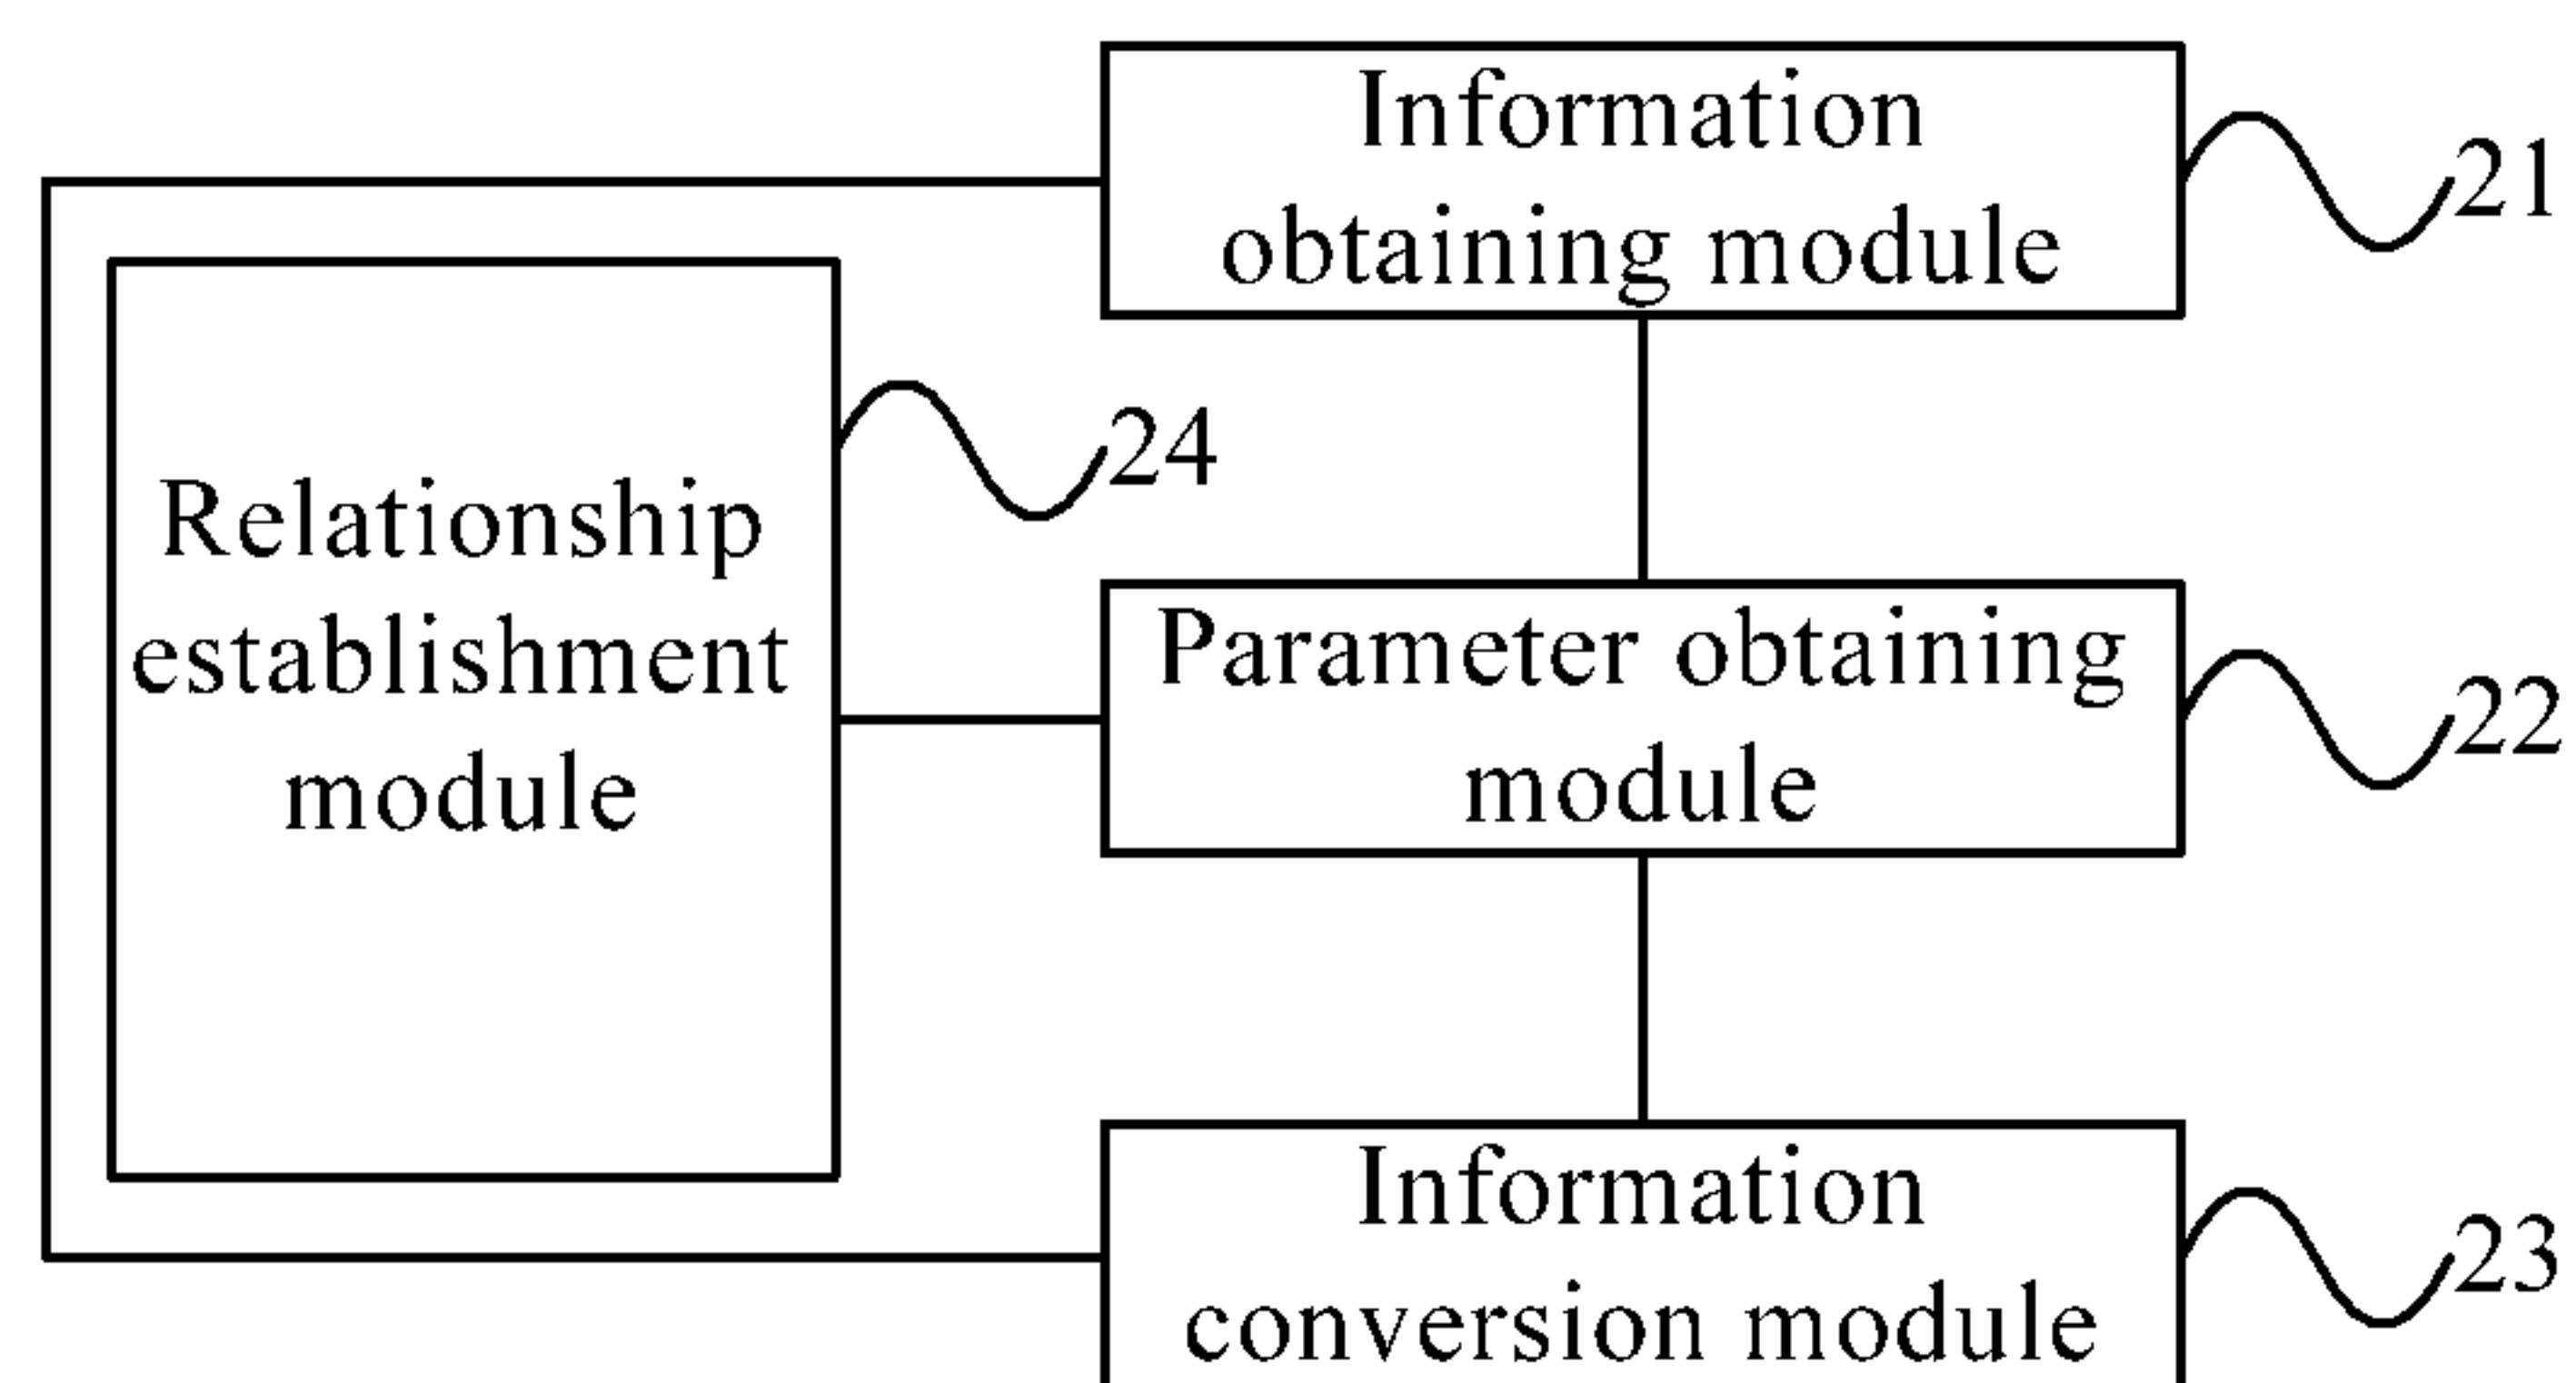 Information
obtaining module
21
24
Relationship
establishment
module
Parameter obtaining
module
22
Information
conversion module
23